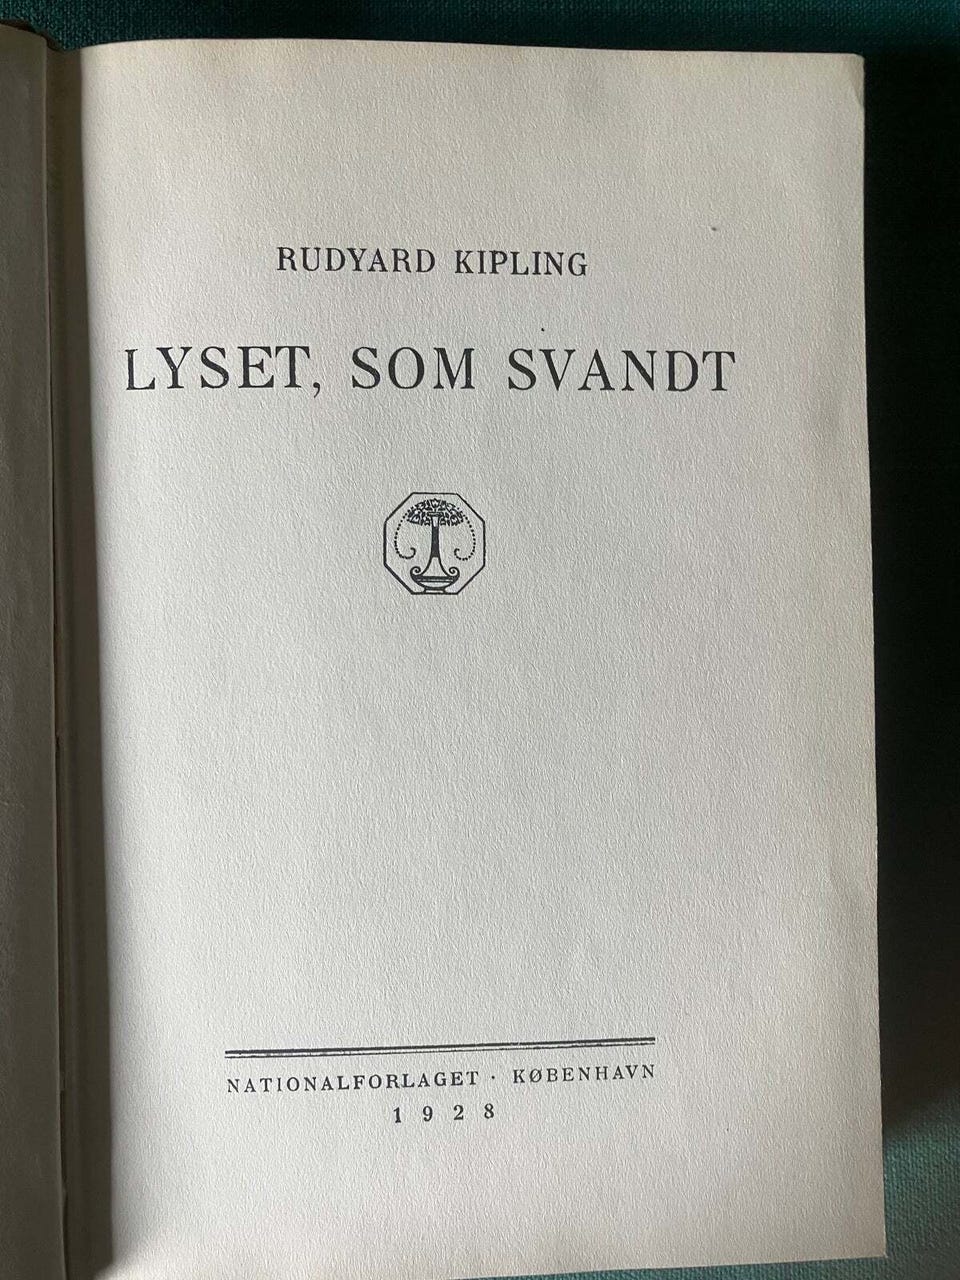 RUDYARD KIPLING
LYSET, SOM SVANDT
NATIONALFORLAGET · KØBENHAVN
1928